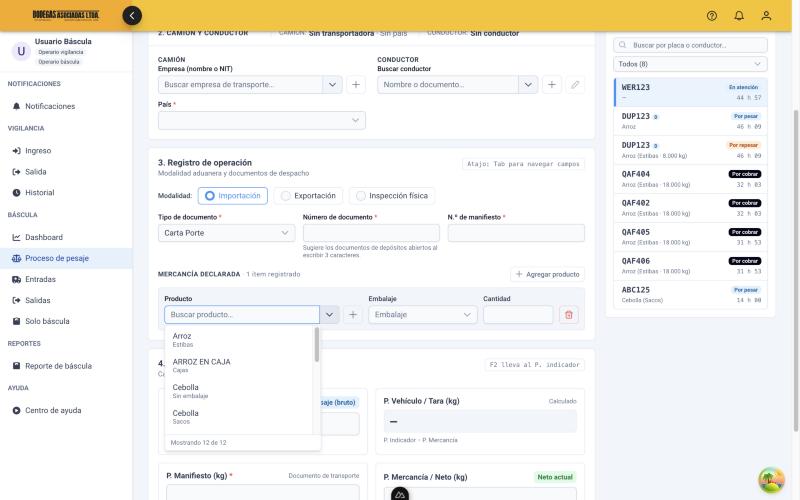 BODEGAS ASOCIADAS LTDA.
U
Usuario Báscula
Operario vigilancia
Operario báscula
NOTIFICACIONES
Notificaciones
VIGILANCIA
Ingreso
Salida
Historial
BÁSCULA
Dashboard
Proceso de pesaje
Entradas
Salidas
Solo báscula
REPORTES
Reporte de báscula
AYUDA
Centro de ayuda
2. CAMIÓN Y CONDUCTOR CAMIÓN: Sin transportadora · Sin país CONDUCTOR: Sin conductor
CAMIÓN
Empresa (nombre o NIT)
Buscar empresa de transporte...
País *
CONDUCTOR
Buscar conductor
Nombre o documento...
3. Registro de operación
Modalidad aduanera y documentos de despacho
Atajo: Tab para navegar campos
Modalidad: Importación Exportación Inspección física
Tipo de documento * Número de documento * N.º de manifiesto *
Carta Porte
Sugiere los documentos de depósitos abiertos al
escribir 3 caracteres.
MERCANCÍA DECLARADA · 1 item registrado
Agregar producto
Producto Embalaje Cantidad
Buscar producto... Embalaje
Arroz
Estibas
ARROZ EN CAJA
Cajas
Cebolla
Sin embalaje
Cebolla
Sacos
Mostrando 12 de 12
4.
F2 lleva al P. indicador
P. Vehículo / Tara (kg) Calculado
—
P. Indicador − P. Mercancía
P. Manifiesto (kg) * Documento de transporte
P. Mercancía / Neto (kg) Neto actual
Buscar por placa o conductor...
Todos (8)
WER123 En atención
— 44 h 57
DUP123 Por pesar
Arroz 46 h 09
DUP123 Por repesar
Arroz (Estibas · 8.000 kg) 46 h 09
QAF404 Por cobrar
Arroz (Estibas · 18.000 kg) 32 h 03
QAF402 Por cobrar
Arroz (Estibas · 18.000 kg) 32 h 03
QAF405 Por cobrar
Arroz (Estibas · 18.000 kg) 31 h 53
QAF406 Por cobrar
Arroz (Estibas · 18.000 kg) 31 h 53
ABC125 Por pesar
Cebolla (Sacos) 14 h 00